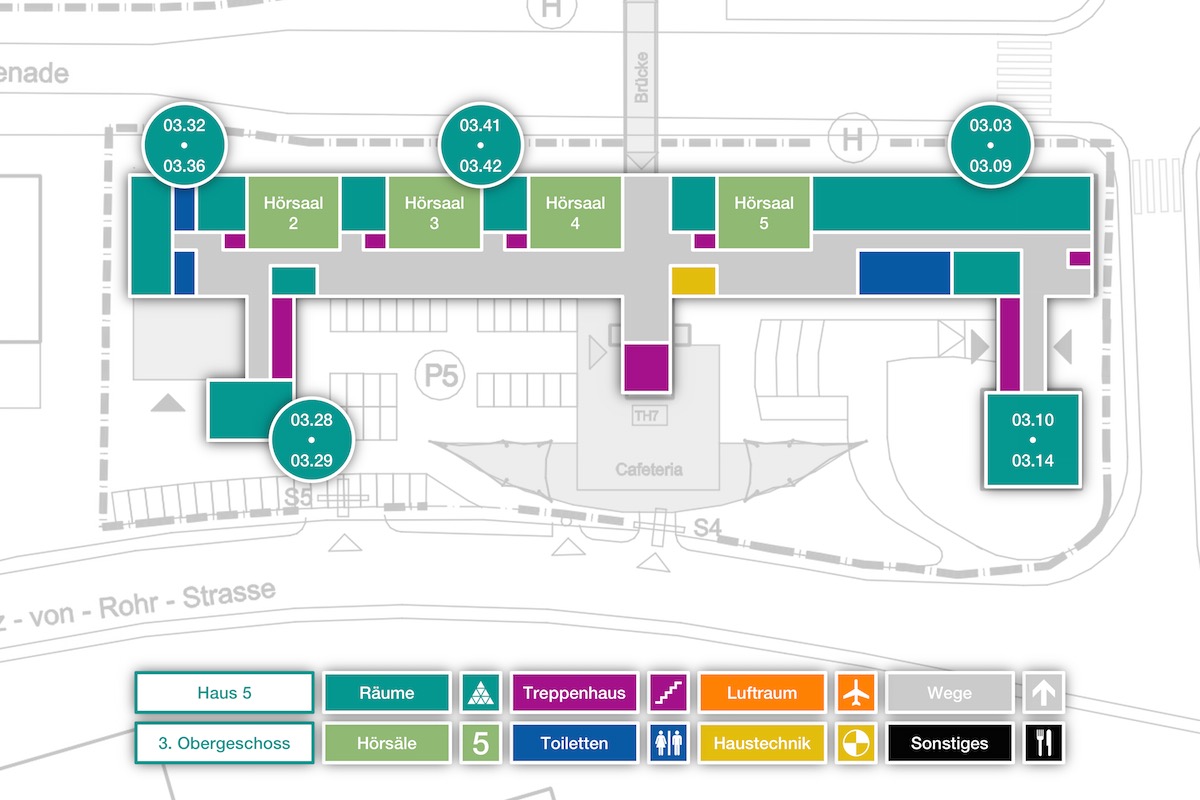 H
Brücke
enade
H
03.32
03.36
03.41
03.42
03.03
03.09
Hörsaal
2
Hörsaal
3
Hörsaal
4
Hörsaal
5
P5
TH7
Cafeteria
03.28
03.29
03.10
03.14
S5
S4
z - von - Rohr - Strasse
Haus 5
Räume
Treppenhaus
Luftraum
Wege
3. Obergeschoss
Hörsäle
5
Toiletten
Haustechnik
Sonstiges